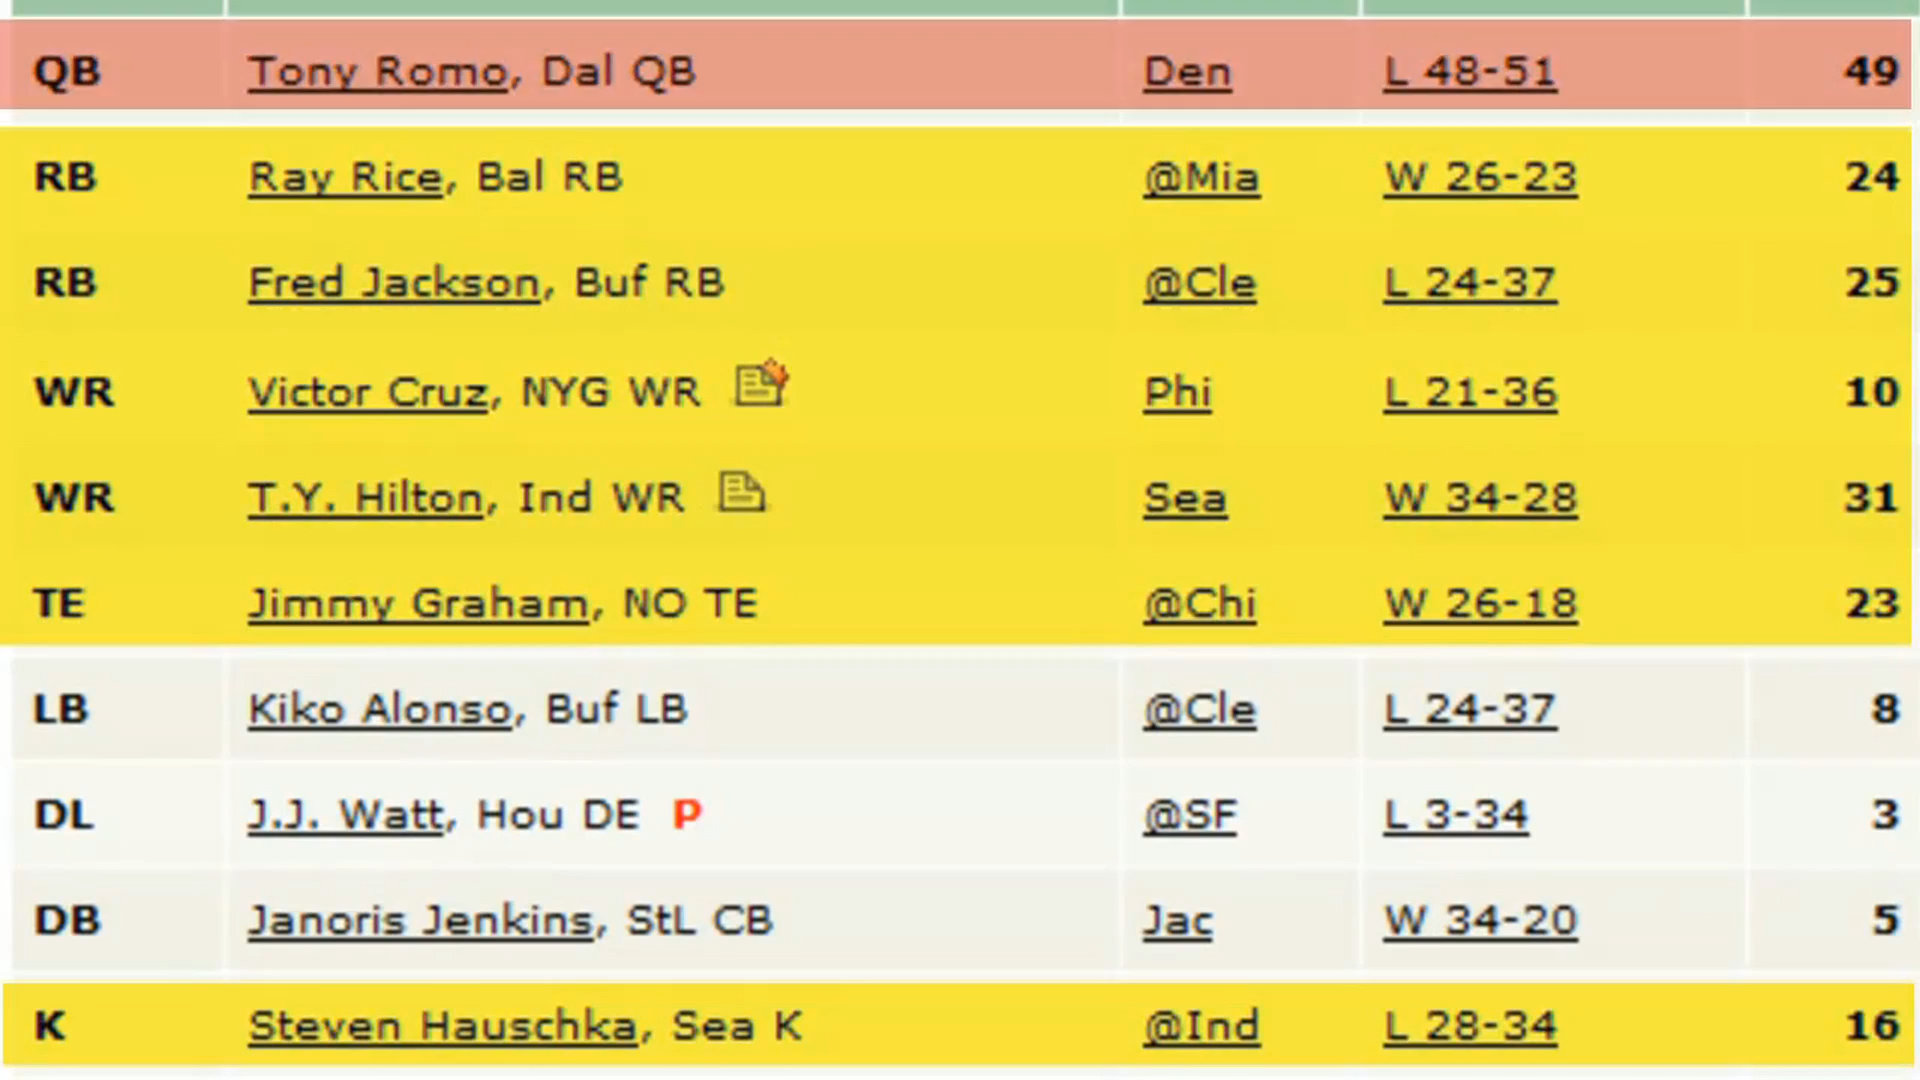 QB Tony Romo, Dal QB Den L 48-51 49
RB Ray Rice, Bal RB @Mia W 26-23 24
RB Fred Jackson, Buf RB @Cle L 24-37 25
WR Victor Cruz, NYG WR Phi L 21-36 10
WR T.Y. Hilton, Ind WR Sea W 34-28 31
TE Jimmy Graham, NO TE @Chi W 26-18 23
LB Kiko Alonso, Buf LB @Cle L 24-37 8
DL J.J. Watt, Hou DE P @SF L 3-34 3
DB Janoris Jenkins, StL CB Jac W 34-20 5
K Steven Hauschka, Sea K @Ind L 28-34 16